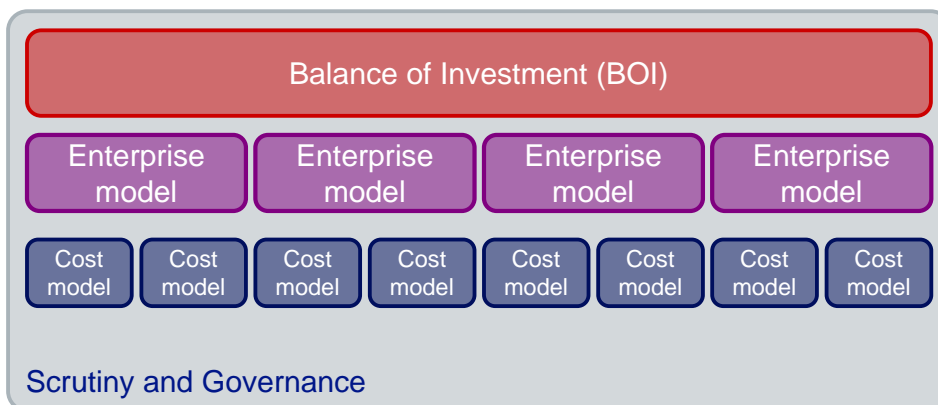 Balance of Investment (BOI)
Enterprise
model
Enterprise
model
Enterprise
model
Enterprise
model
Cost
model
Cost
model
Cost
model
Cost
model
Cost
model
Cost
model
Cost
model
Cost
model
Scrutiny and Governance